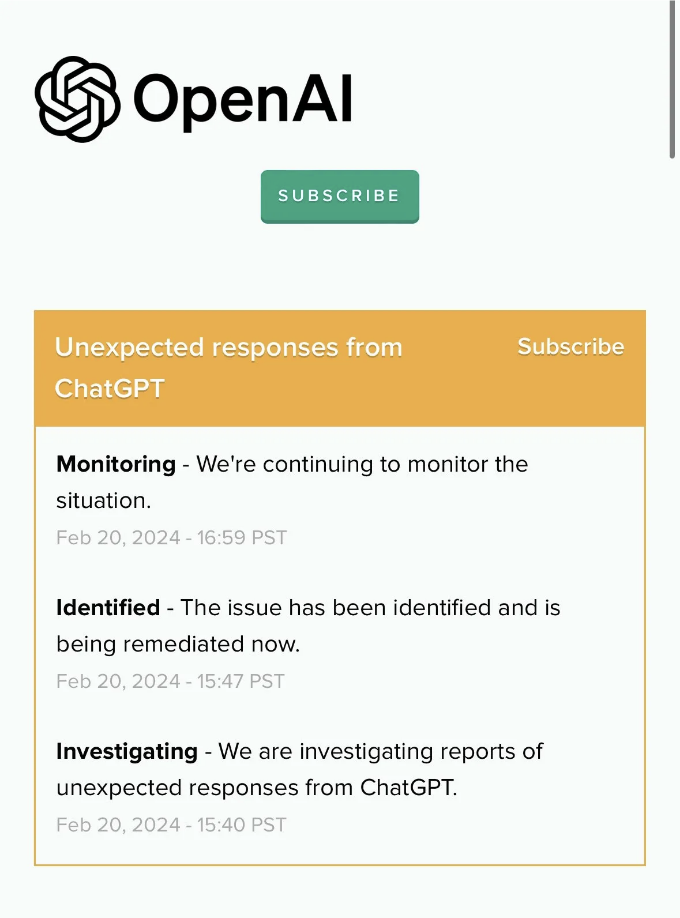 OpenAI
SUBSCRIBE
Unexpected responses from
ChatGPT
Subscribe
Monitoring - We're continuing to monitor the
situation.
Feb 20, 2024 - 16:59 PST
Identified - The issue has been identified and is
being remediated now.
Feb 20, 2024 - 15:47 PST
Investigating - We are investigating reports of
unexpected responses from ChatGPT.
Feb 20, 2024 - 15:40 PST